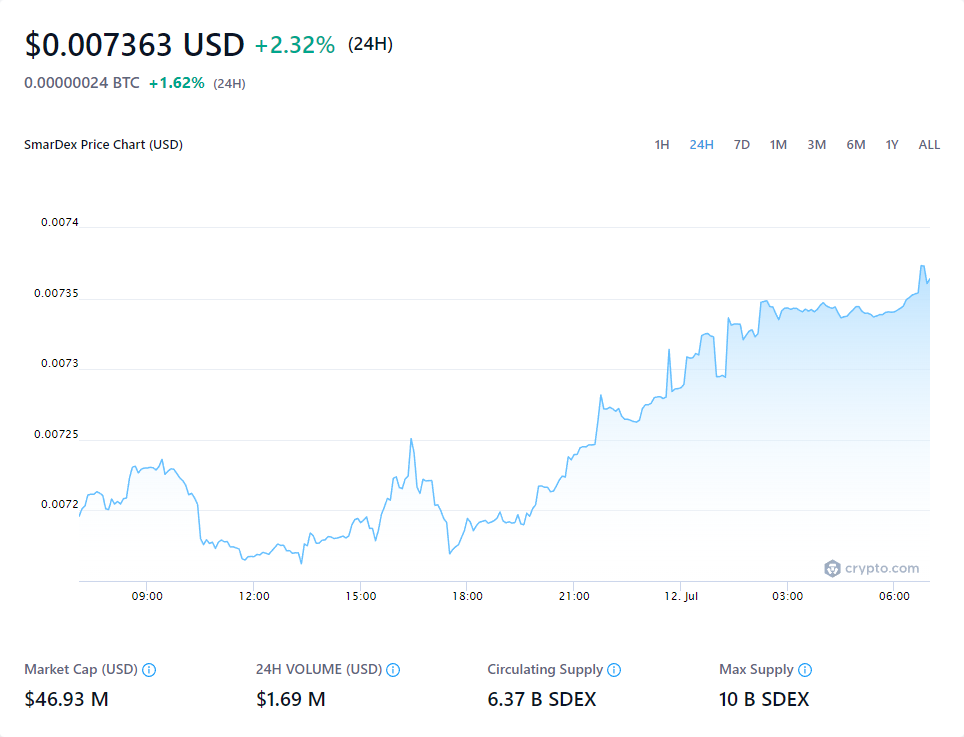 $0.007363 USD +2.32% (24H)
0.00000024 BTC +1.62% (24H)
SmarDex Price Chart (USD) 1H 24H 7D 1M 3M 6M 1Y ALL
0.0074
0.00735
0.0073
0.00725
0.0072
crypto.com
09:00 12:00 15:00 18:00 21:00 12. Jul 03:00 06:00
Market Cap (USD) 24H VOLUME (USD) Circulating Supply Max Supply
$46.93 M $1.69 M 6.37 B SDEX 10 B SDEX